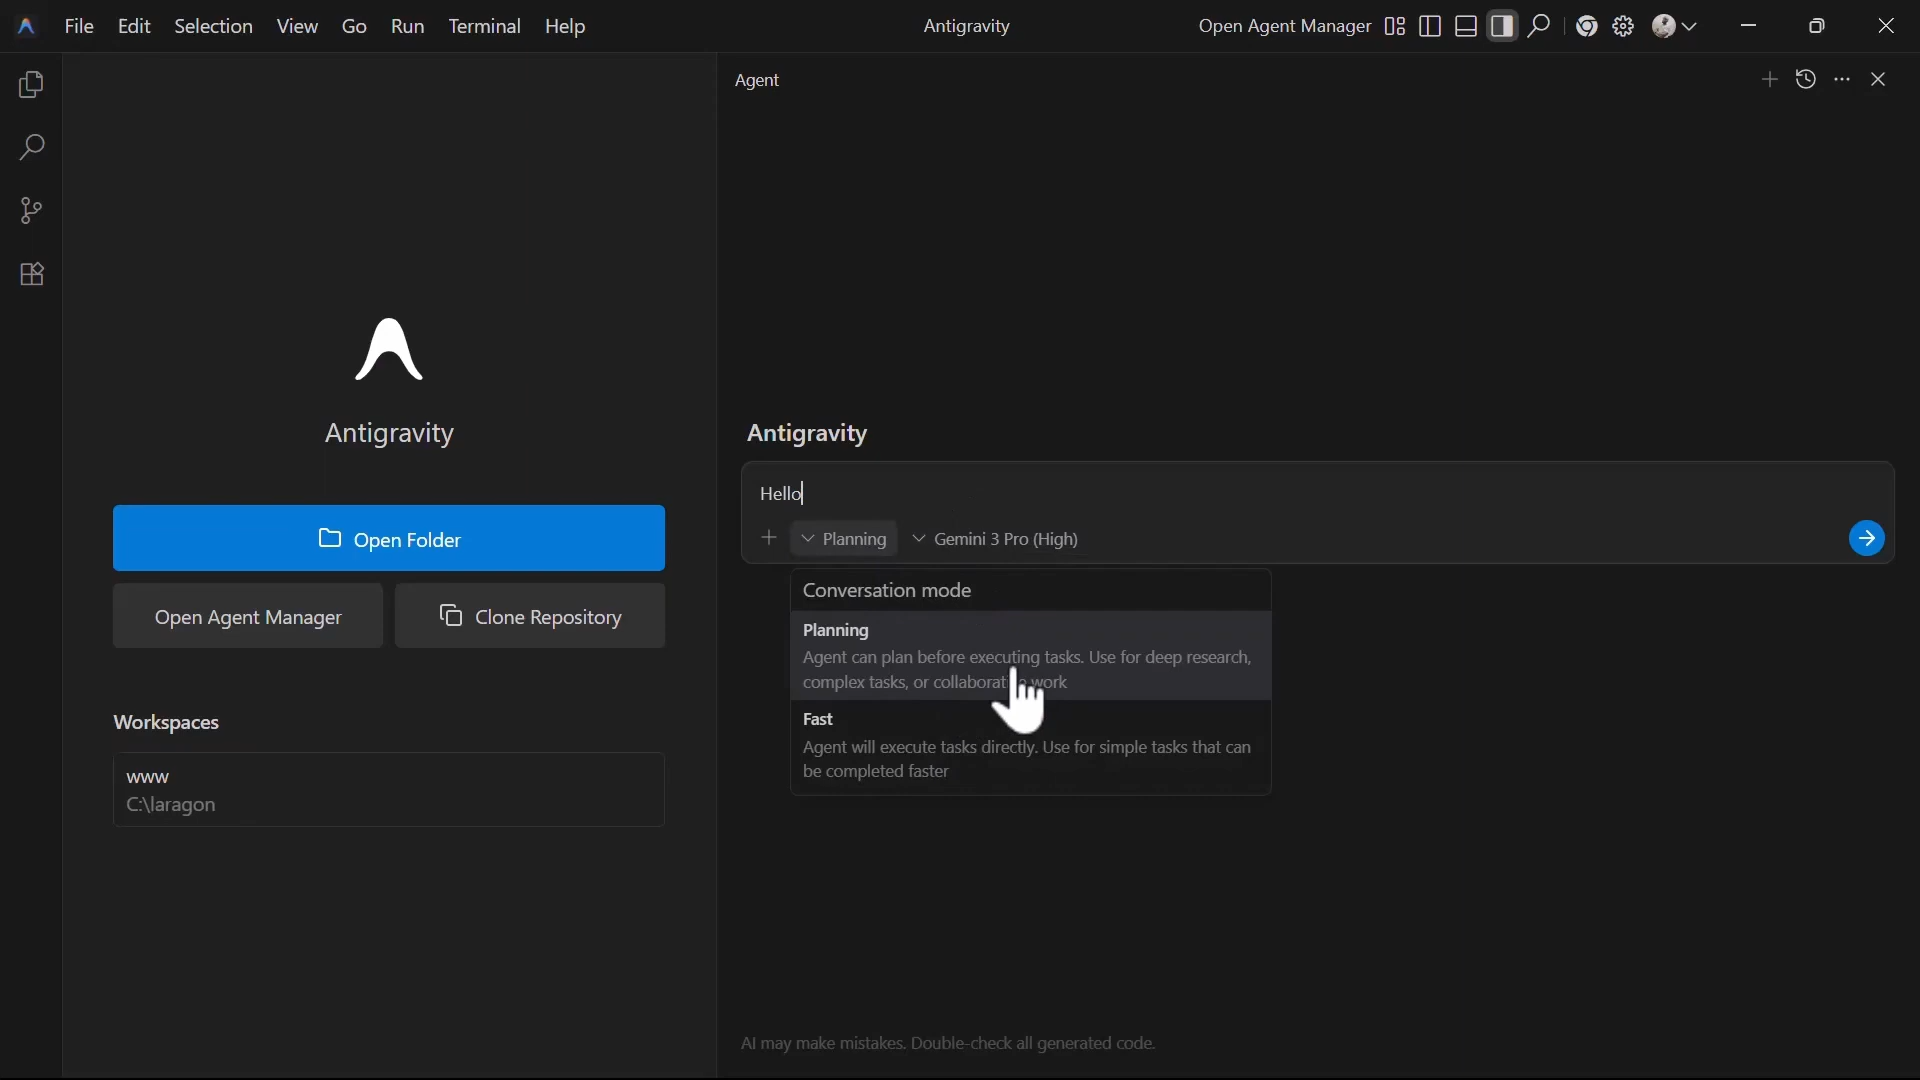 File Edit Selection View Go Run Terminal Help Antigravity Open Agent Manager
Agent
Antigravity
Open Folder
Open Agent Manager
Clone Repository
Workspaces
www
C:\laragon
Antigravity
Hello
Planning Gemini 3 Pro (High)
Conversation mode
Planning
Agent can plan before executing tasks. Use for deep research,
complex tasks, or work
Fast
Agent will execute tasks directly. Use for simple tasks that can
be completed faster
AI may make mistakes. Double-check all generated code.